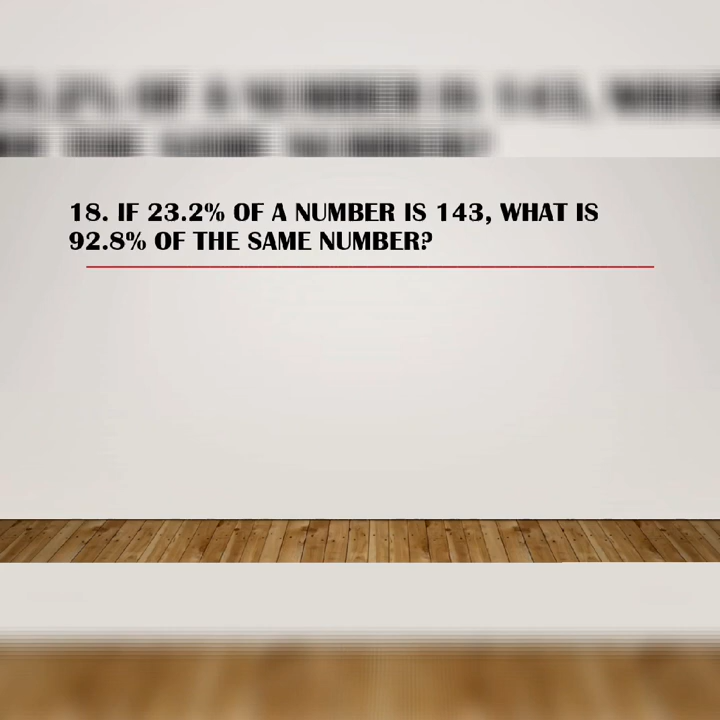 18. IF 23.2% OF A NUMBER IS 143, WHAT IS
92.8% OF THE SAME NUMBER?